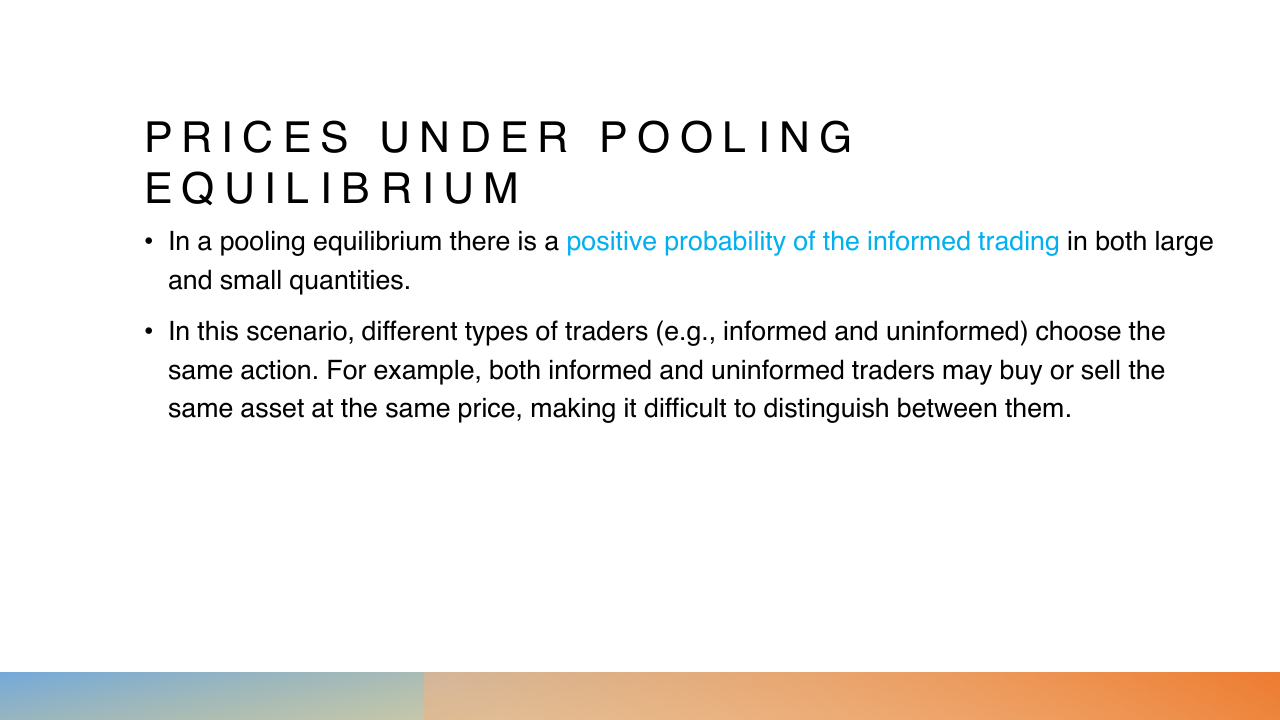 PRICES UNDER POOLING
EQUILIBRIUM
• In a pooling equilibrium there is a positive probability of the informed trading in both large
and small quantities.
• In this scenario, different types of traders (e.g., informed and uninformed) choose the
same action. For example, both informed and uninformed traders may buy or sell the
same asset at the same price, making it difficult to distinguish between them.